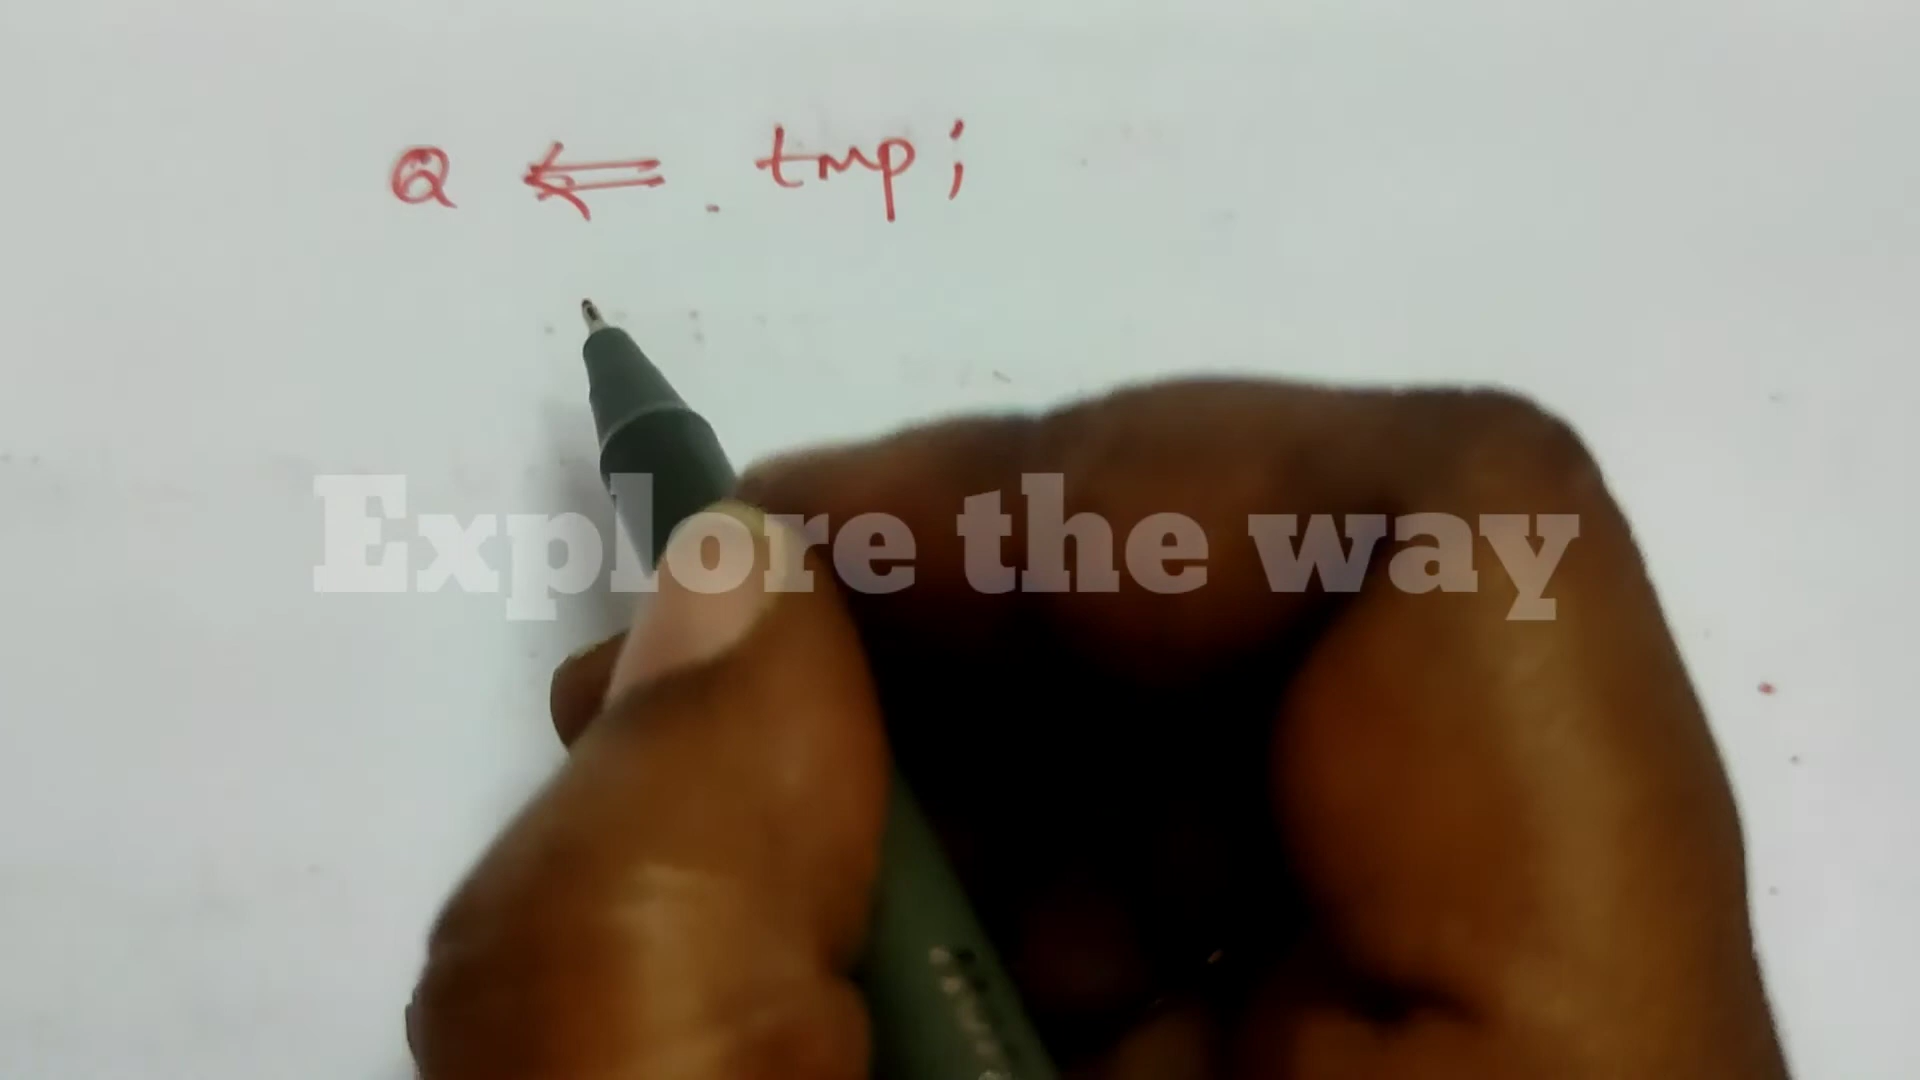 Q <= tmp;
Explore the way